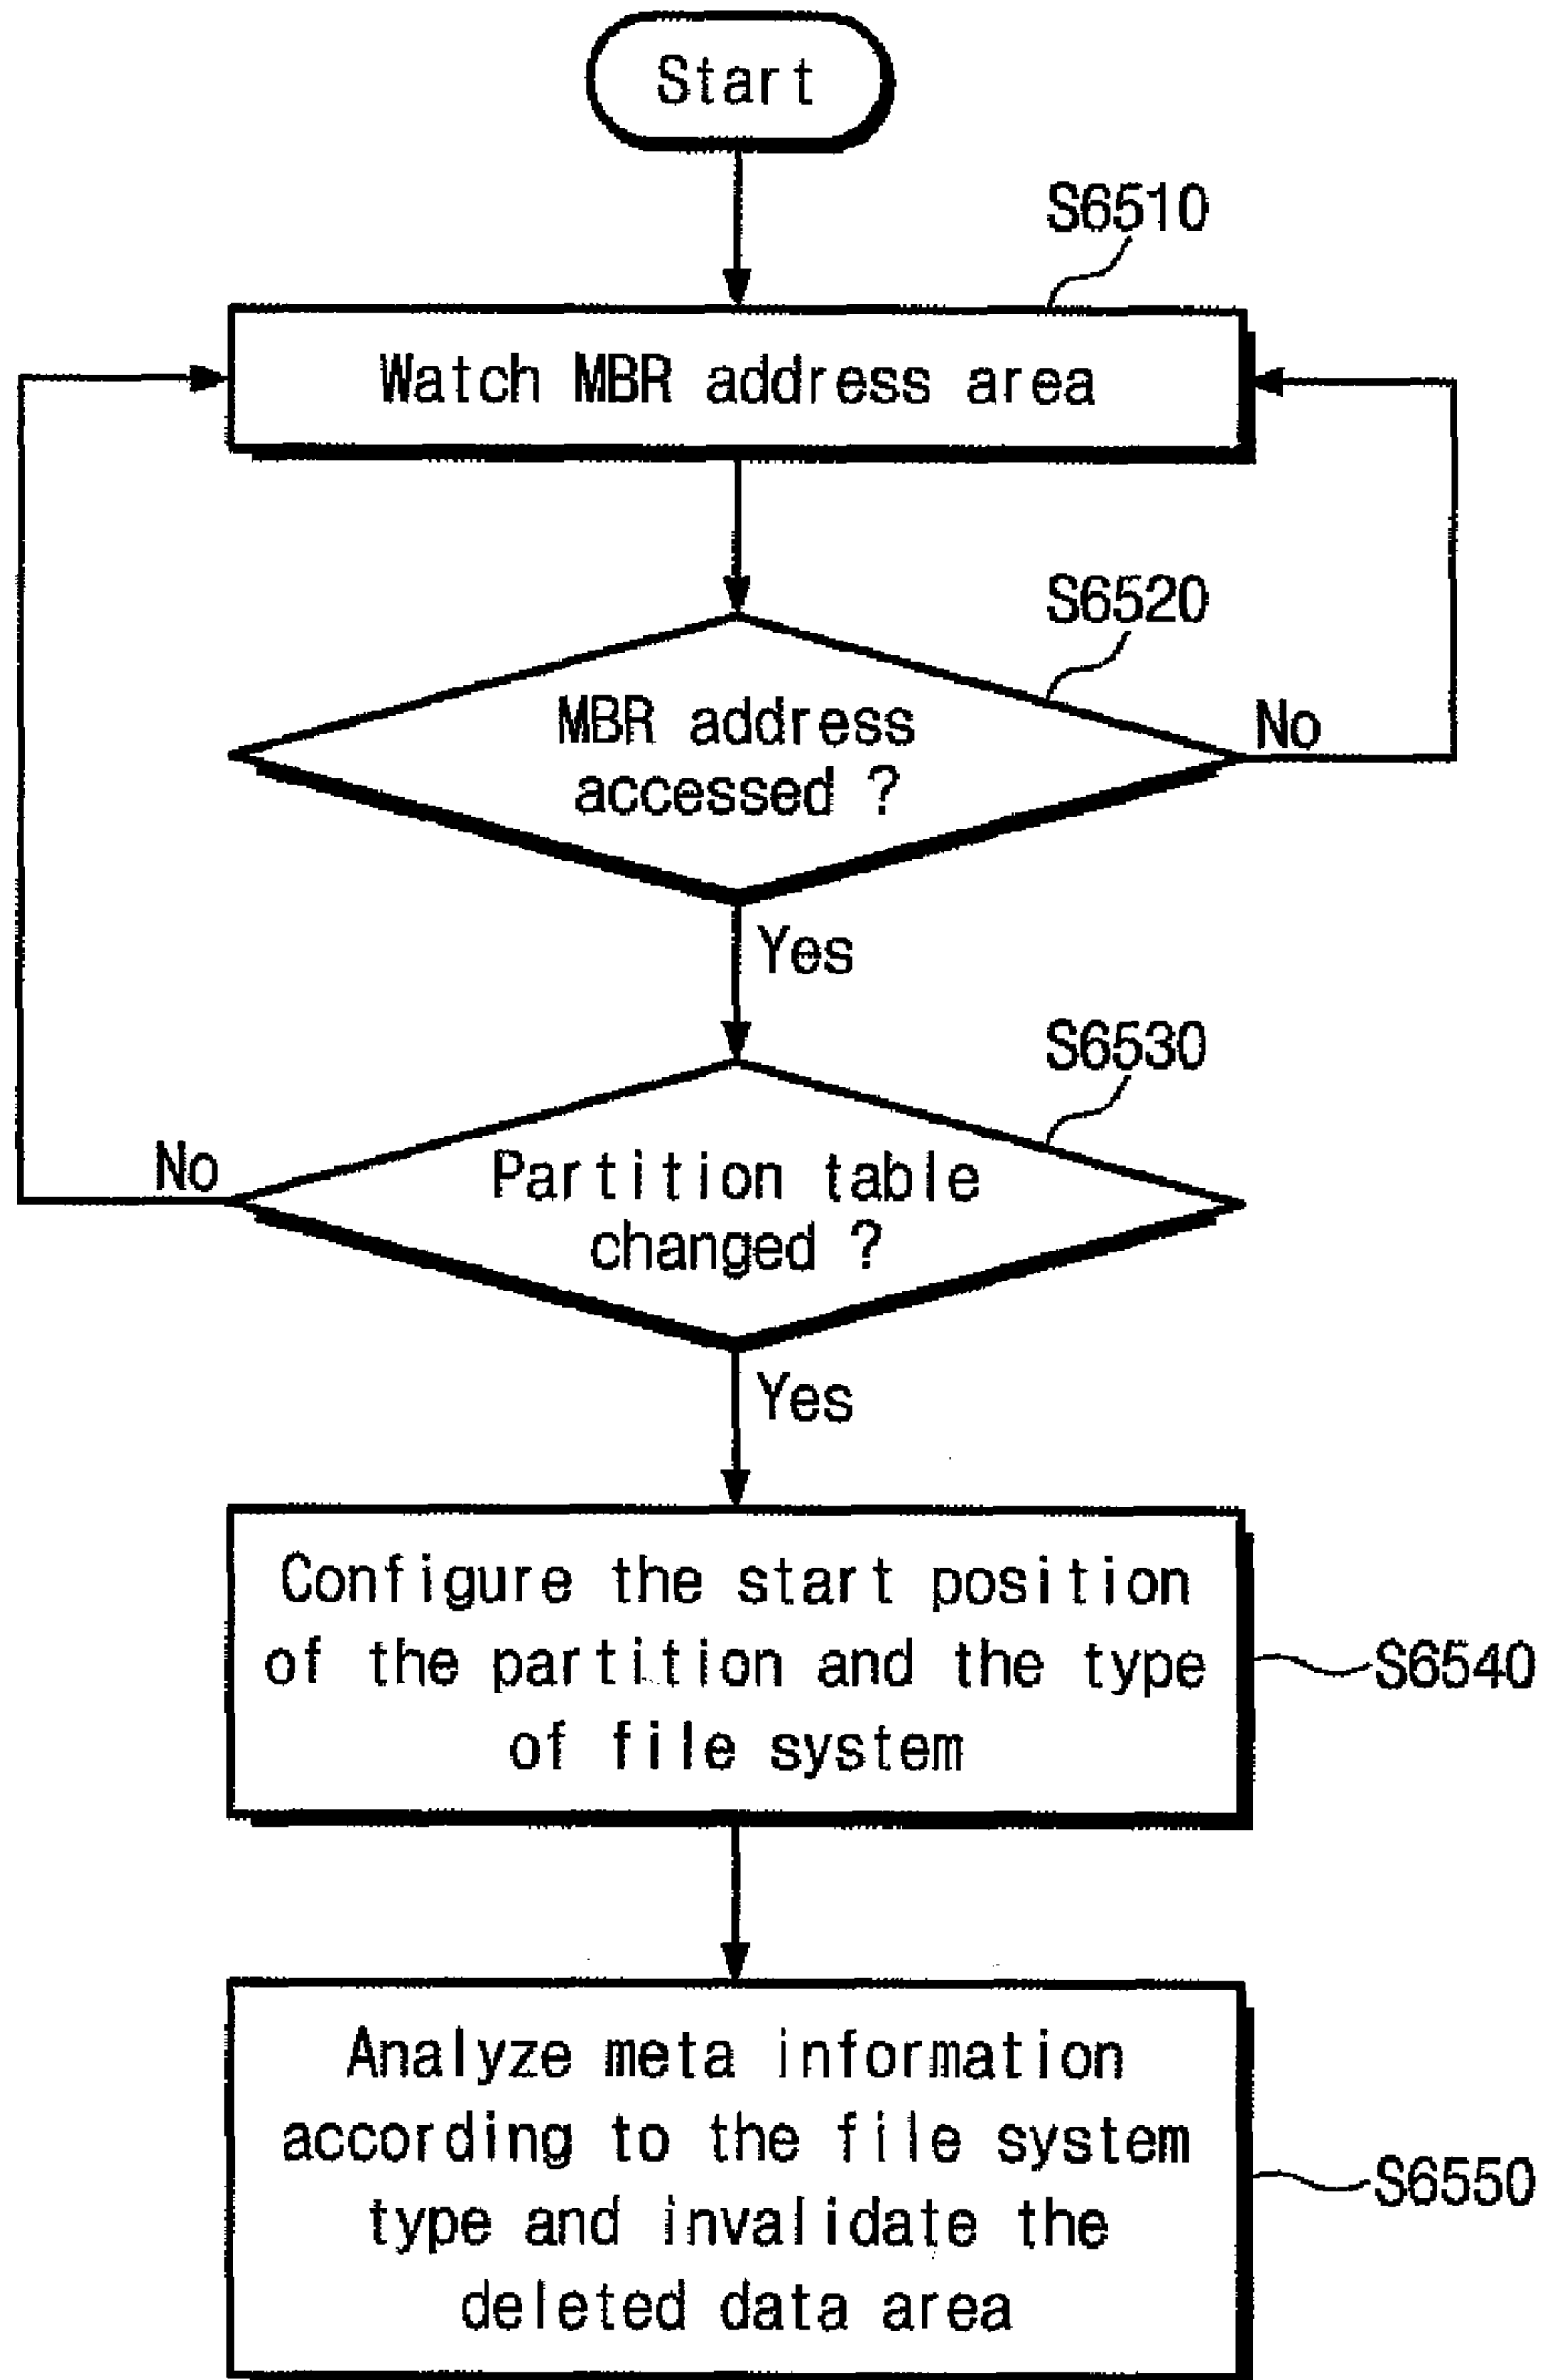 Start
S6510
Watch MBR address area
S6520
MBR address
accessed ?
No
Yes
S6530
Partition table
changed ?
No
Yes
Configure the start position
of the partition and the type
of file system
S6540
Analyze meta information
according to the file system
type and invalidate the
deleted data area
S6550